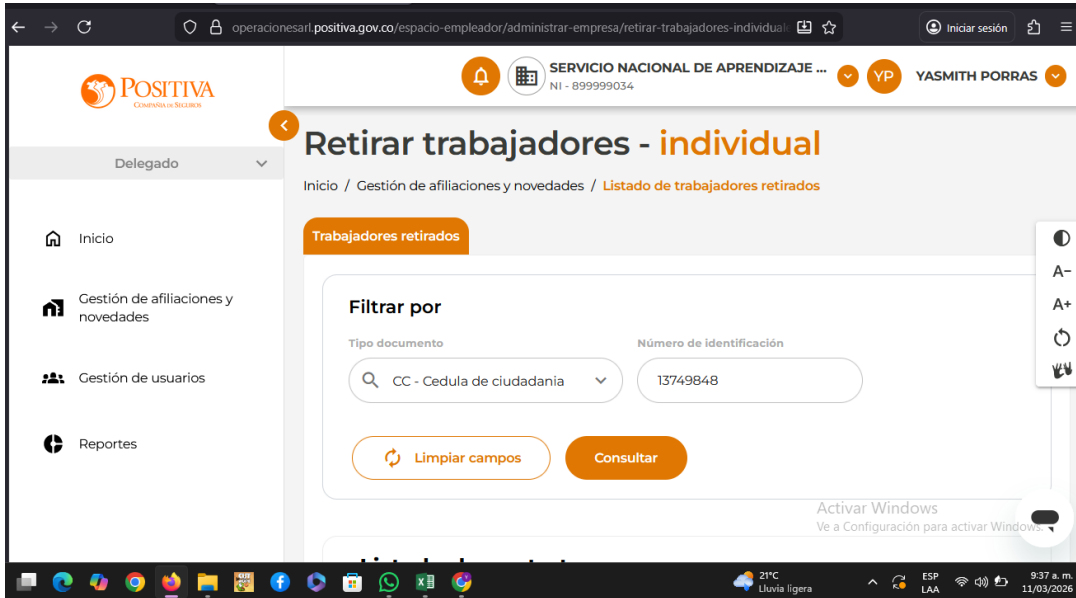 operacionesarl.positiva.gov.co/espacio-empleador/administrar-empresa/retirar-trabajadores-individual
Iniciar sesión
POSITIVA
COMPAÑIA DE SEGUROS
SERVICIO NACIONAL DE APRENDIZAJE ...
NI - 899999034
YP
YASMITH PORRAS
Delegado
Retirar trabajadores - individual
Inicio / Gestión de afiliaciones y novedades / Listado de trabajadores retirados
Inicio
Gestión de afiliaciones y
novedades
Gestión de usuarios
Reportes
Trabajadores retirados
A-
A+
Filtrar por
Tipo documento
Número de identificación
CC - Cedula de ciudadania
13749848
Limpiar campos
Consultar
Activar Windows
Ve a Configuración para activar Windows.
21°C
Lluvia ligera
ESP
LAA
9:37 a. m.
11/03/2026